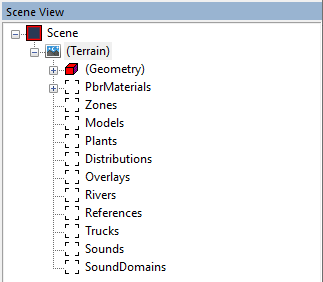 Scene View
Scene
(Terrain)
(Geometry)
PbrMaterials
Zones
Models
Plants
Distributions
Overlays
Rivers
References
Trucks
Sounds
SoundDomains